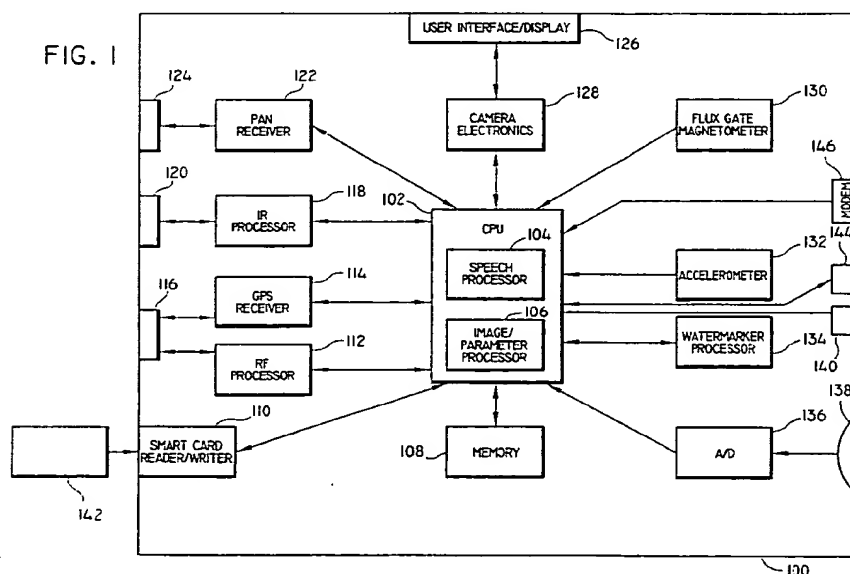 USER INTERFACE/DISPLAY
126
FIG. 1
124
122
PAN
RECEIVER
128
CAMERA
ELECTRONICS
130
FLUX GATE
MAGNETOMETER
146
MODEM
120
118
IR
PROCESSOR
102
CPU
104
SPEECH
PROCESSOR
132
ACCELEROMETER
144
116
114
GPS
RECEIVER
106
IMAGE/
PARAMETER
PROCESSOR
WATERMARKER
PROCESSOR
134
140
112
RF
PROCESSOR
110
SMART CARD
READER/WRITER
142
108
MEMORY
136
A/D
138
100